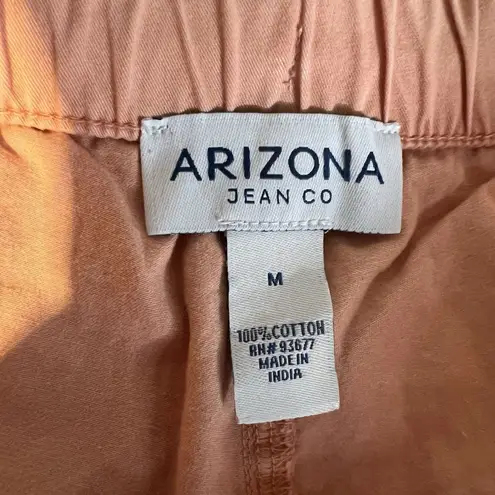 ARIZONA
JEAN CO
M
100% COTTON
RN# 93677
MADE IN
INDIA